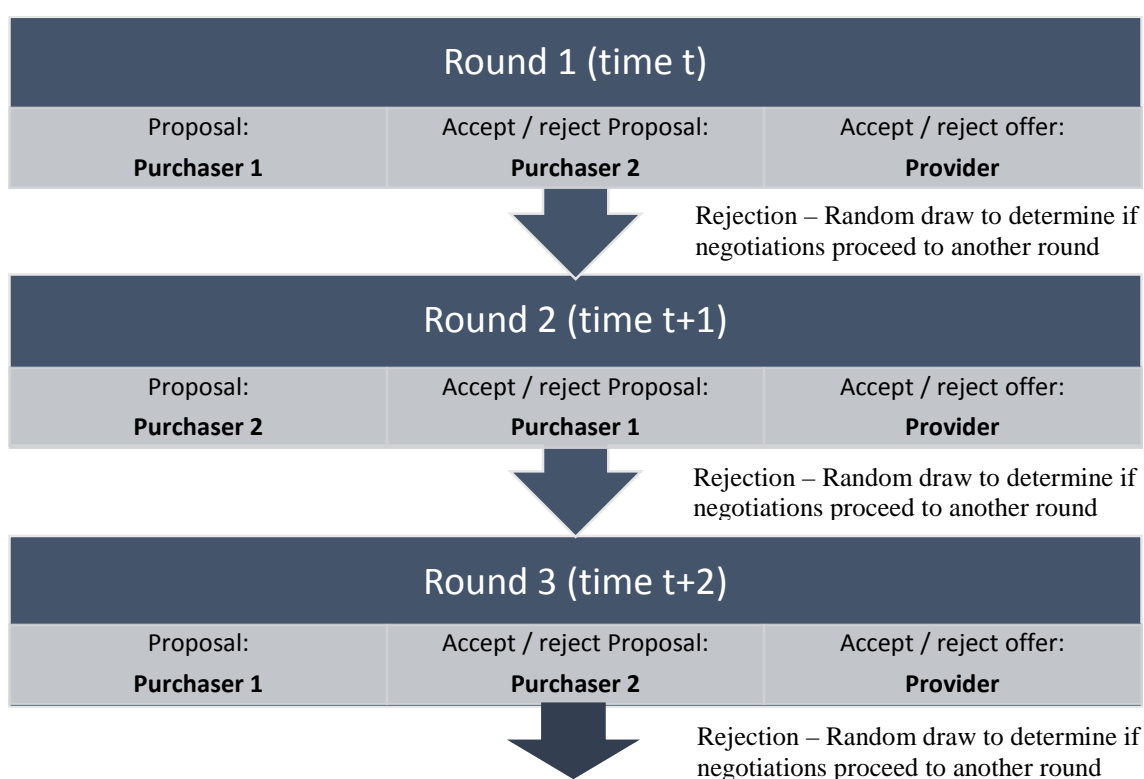 Round 1 (time t)
Proposal:
Purchaser 1
Accept / reject Proposal:
Purchaser 2
Accept / reject offer:
Provider
Rejection – Random draw to determine if
negotiations proceed to another round
Round 2 (time t+1)
Proposal:
Purchaser 2
Accept / reject Proposal:
Purchaser 1
Accept / reject offer:
Provider
Rejection – Random draw to determine if
negotiations proceed to another round
Round 3 (time t+2)
Proposal:
Purchaser 1
Accept / reject Proposal:
Purchaser 2
Accept / reject offer:
Provider
Rejection – Random draw to determine if
negotiations proceed to another round